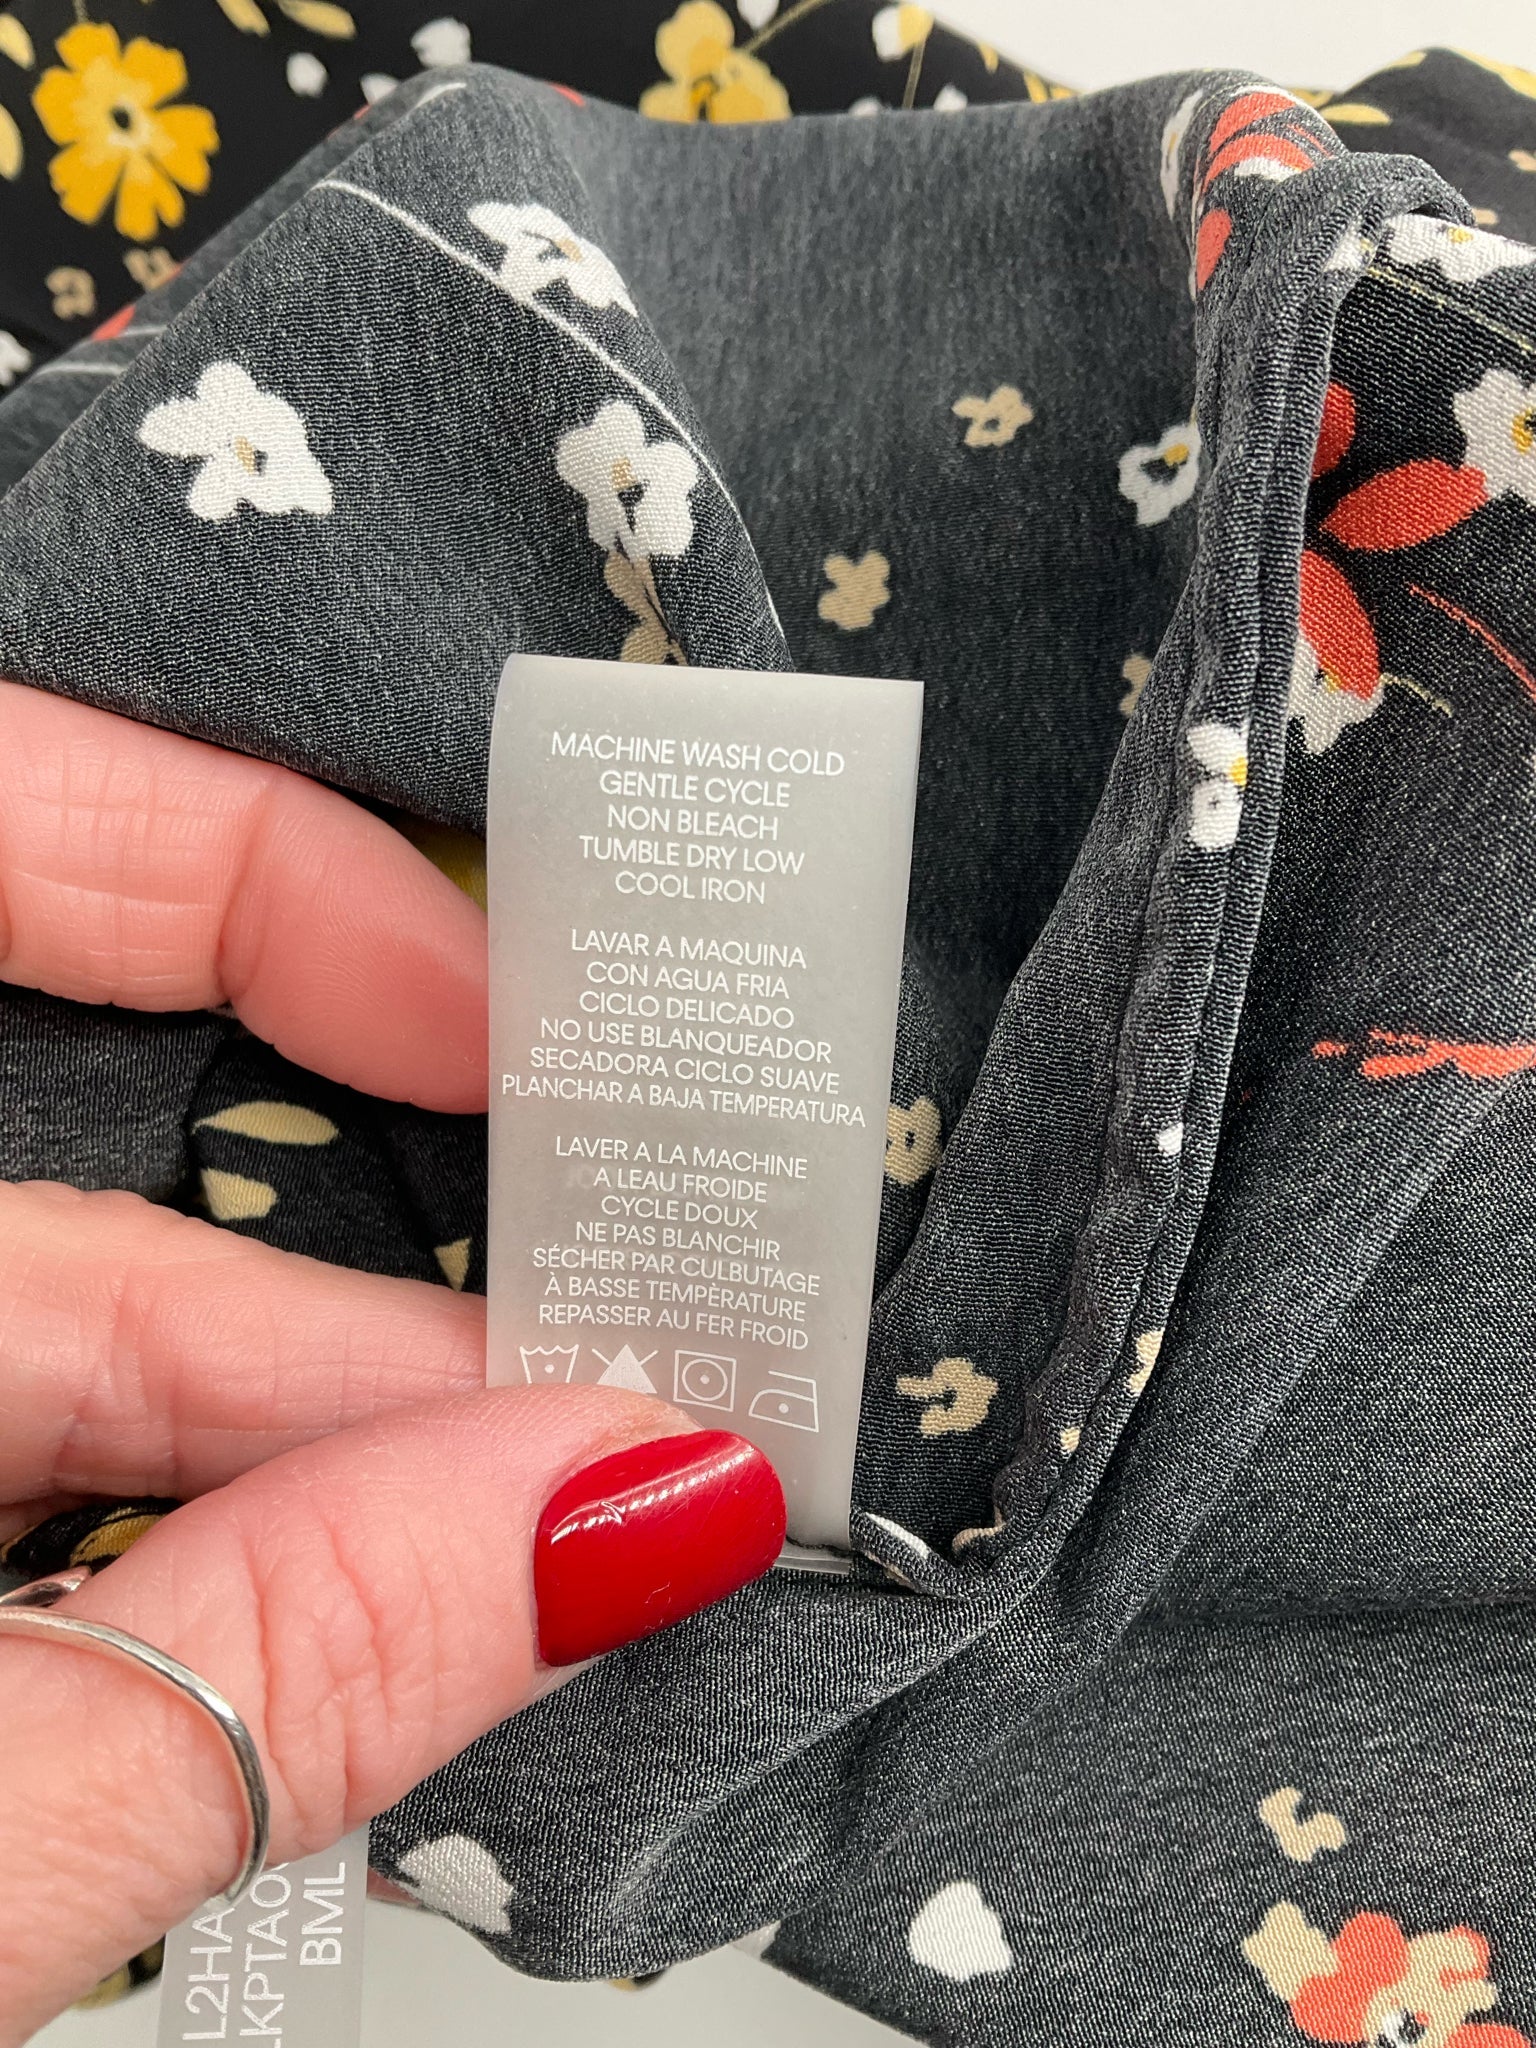 MACHINE WASH COLD
GENTLE CYCLE
NON BLEACH
TUMBLE DRY LOW
COOL IRON
LAVAR A MAQUINA
CON AGUA FRIA
CICLO DELICADO
NO USE BLANQUEADOR
SECADORA CICLO SUAVE
PLANCHAR A BAJA TEMPERATURA
LAVER A LA MACHINE
A LEAU FROIDE
CYCLE DOUX
NE PAS BLANCHIR
SÉCHER PAR CULBUTAGE
À BASSE TEMPÉRATURE
REPASSER AU FER FROID
BML